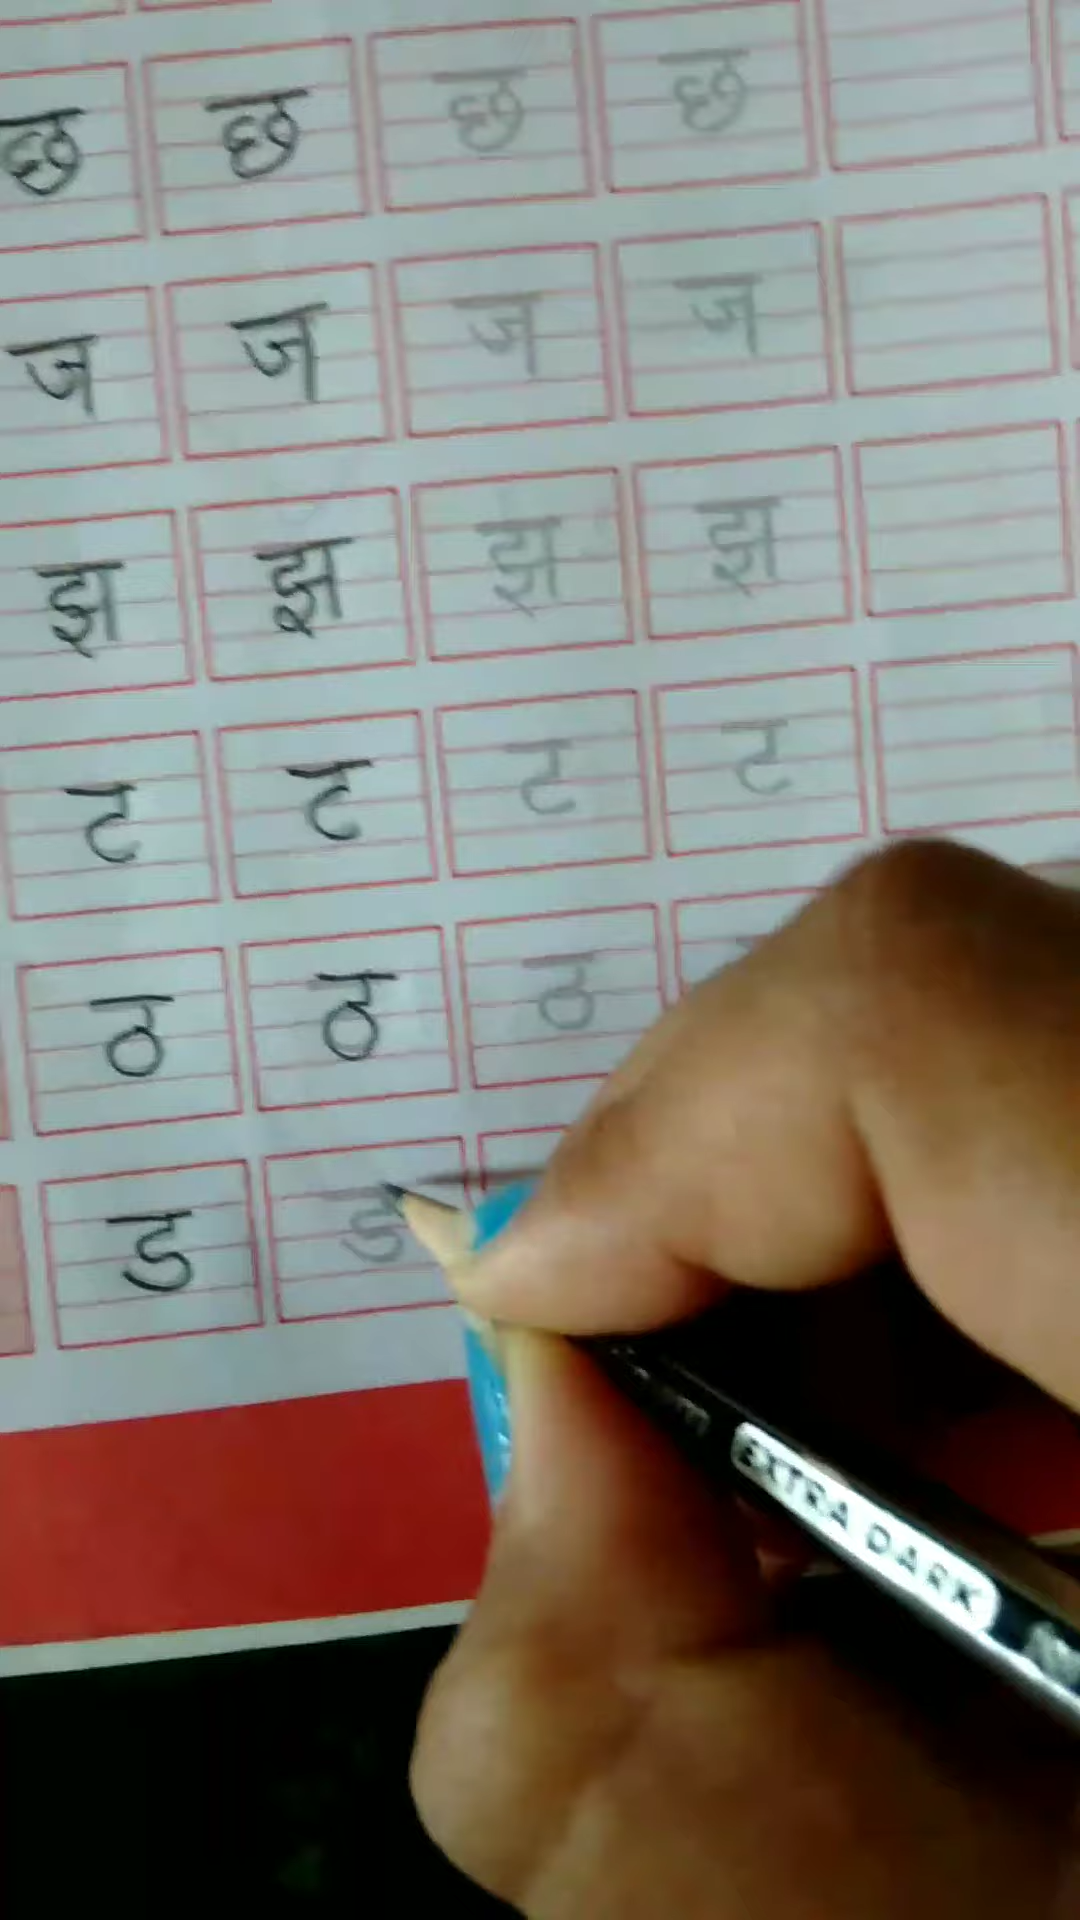 छ छ छ छ
ज ज ज ज
झ झ झ झ
ट ट ट ट
ठ ठ ठ
ड ड
EXTRA DARK